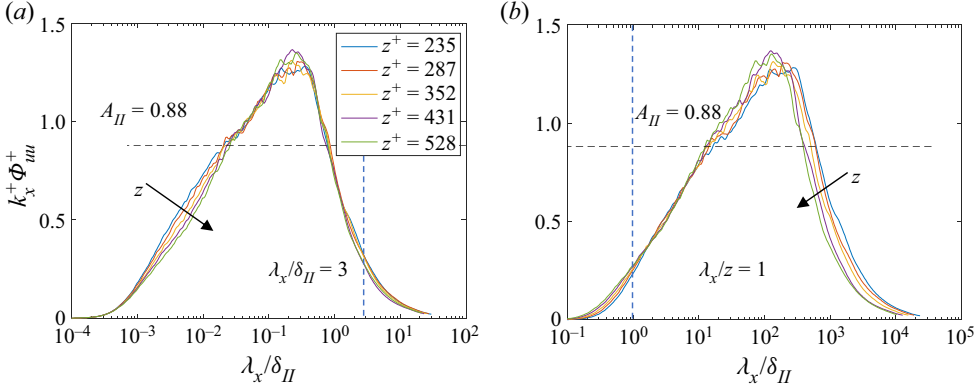 (a)
1.5
1.0
0.5
0
k_x^+ Φ_uu^+
A_II = 0.88
z
z^+ = 235
z^+ = 287
z^+ = 352
z^+ = 431
z^+ = 528
λ_x/δ_II = 3
10^−4 10^−3 10^−2 10^−1 10^0 10^1 10^2
λ_x/δ_II
(b)
1.5
1.0
0.5
0
A_II = 0.88
z
λ_x/z = 1
10^−1 10^0 10^1 10^2 10^3 10^4 10^5
λ_x/δ_II